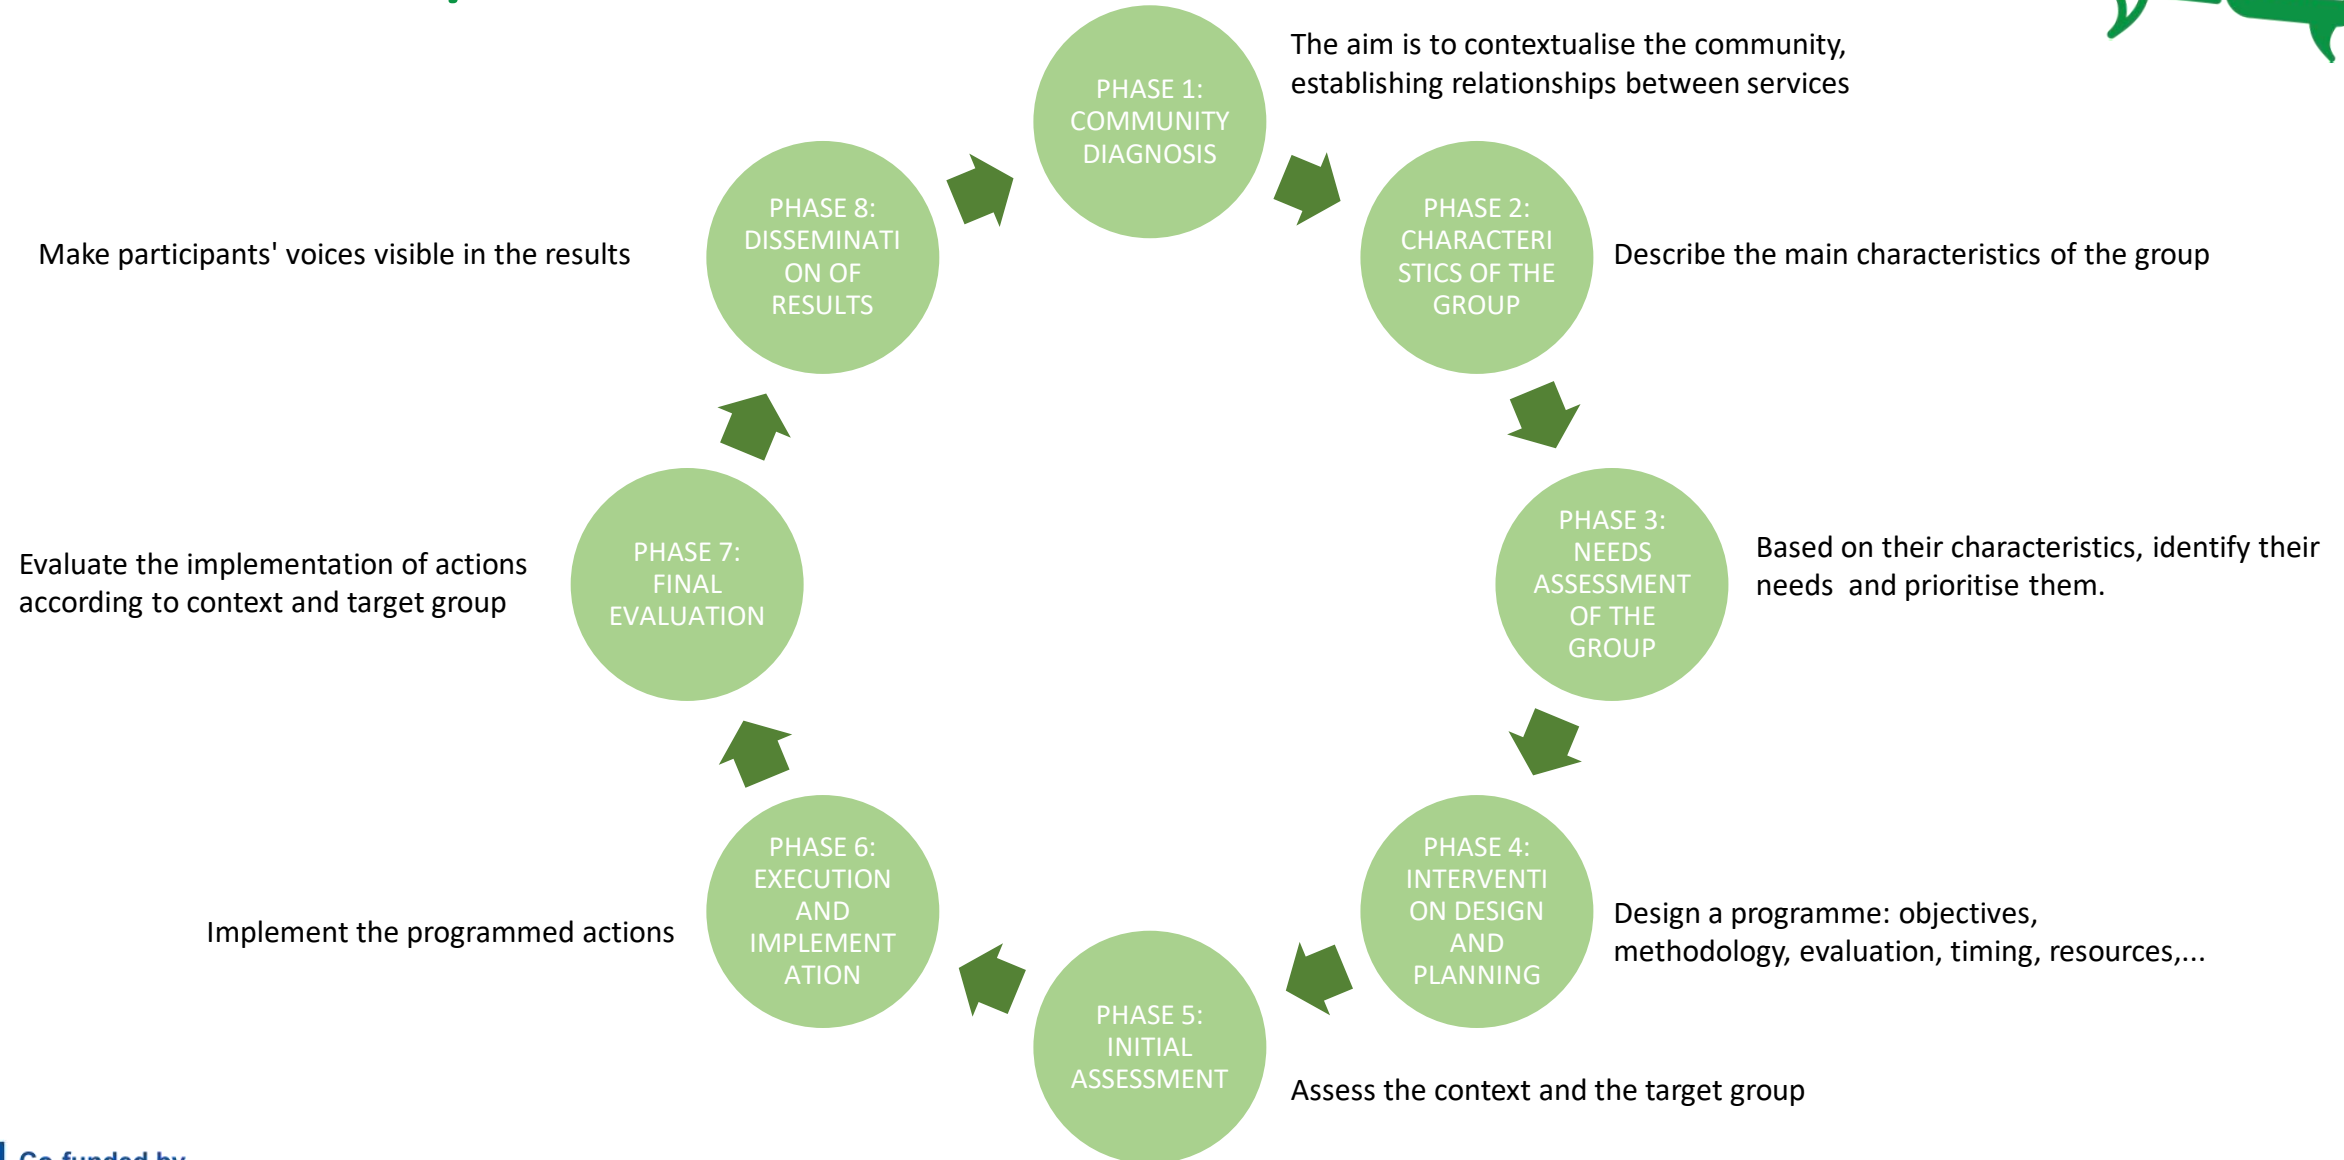 PHASE 1:
COMMUNITY
DIAGNOSIS
The aim is to contextualise the community,
establishing relationships between services
PHASE 2:
CHARACTERI
STICS OF THE
GROUP
Describe the main characteristics of the group
PHASE 3:
NEEDS
ASSESSMENT
OF THE
GROUP
Based on their characteristics, identify their
needs  and prioritise them.
PHASE 4:
INTERVENTI
ON DESIGN
AND
PLANNING
Design a programme: objectives,
methodology, evaluation, timing, resources,...
PHASE 5:
INITIAL
ASSESSMENT
Assess the context and the target group
PHASE 6:
EXECUTION
AND
IMPLEMENT
ATION
Implement the programmed actions
PHASE 7:
FINAL
EVALUATION
Evaluate the implementation of actions
according to context and target group
PHASE 8:
DISSEMINATI
ON OF
RESULTS
Make participants' voices visible in the results
Co-funded by